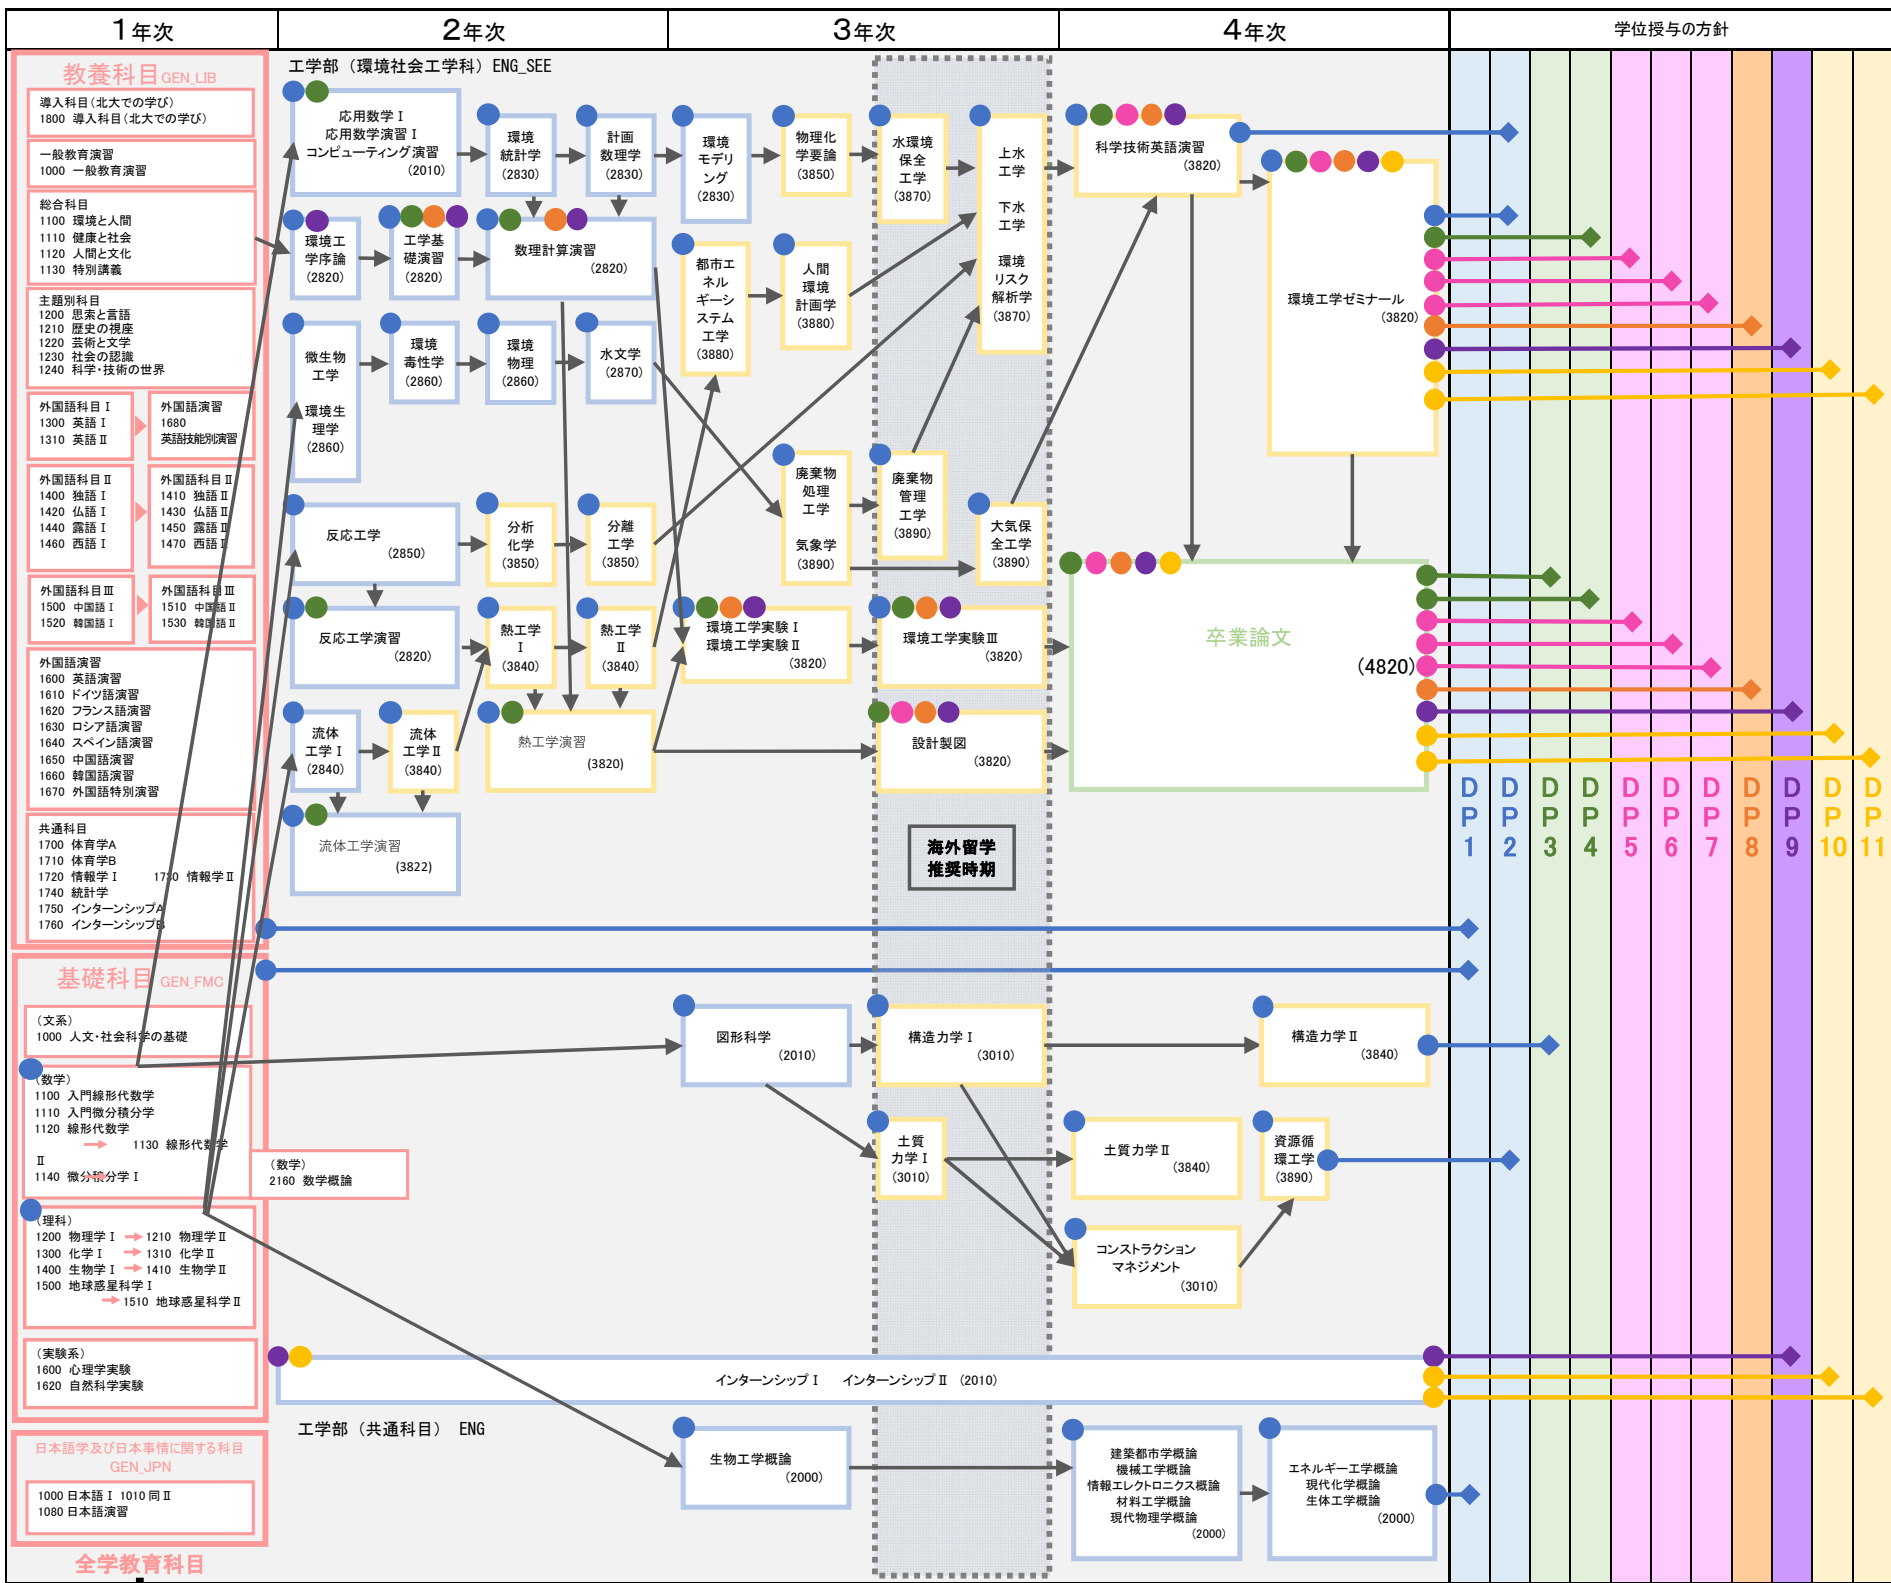 1年次
2年次
3年次
4年次
学位授与の方針
教養科目GEN_LIB
導入科目(北大での学び)
1800 導入科目(北大での学び)
一般教育演習
1000 一般教育演習
総合科目
1100 環境と人間
1110 健康と社会
1120 人間と文化
1130 特別講義
主題別科目
1200 思索と言語
1210 歴史の視座
1220 芸術と文学
1230 社会の認識
1240 科学・技術の世界
外国語科目Ⅰ
1300 英語Ⅰ
1310 英語Ⅱ
外国語演習
1680
英語技能別演習
外国語科目Ⅱ
1400 独語Ⅰ
1420 仏語Ⅰ
1440 露語Ⅰ
1460 西語Ⅰ
外国語科目Ⅱ
1410 独語Ⅱ
1430 仏語Ⅱ
1450 露語Ⅱ
1470 西語Ⅱ
外国語科目Ⅲ
1500 中国語Ⅰ
1520 韓国語Ⅰ
外国語科目Ⅲ
1510 中国語Ⅱ
1530 韓国語Ⅱ
外国語演習
1600 英語演習
1610 ドイツ語演習
1620 フランス語演習
1630 ロシア語演習
1640 スペイン語演習
1650 中国語演習
1660 韓国語演習
1670 外国語特別演習
共通科目
1700 体育学A
1710 体育学B
1720 情報学Ⅰ 1730 情報学Ⅱ
1740 統計学
1750 インターンシップA
1760 インターンシップB
基礎科目 GEN_FMC
(文系)
1000 人文・社会科学の基礎
(数学)
1100 入門線形代数学
1110 入門微分積分学
1120 線形代数学
1130 線形代数学
Ⅱ
1140 微分積分学Ⅰ
(数学)
2160 数学概論
(理科)
1200 物理学Ⅰ 1210 物理学Ⅱ
1300 化学Ⅰ 1310 化学Ⅱ
1400 生物学Ⅰ 1410 生物学Ⅱ
1500 地球惑星科学Ⅰ
1510 地球惑星科学Ⅱ
(実験系)
1600 心理学実験
1620 自然科学実験
日本語学及び日本事情に関する科目
GEN_JPN
1000 日本語Ⅰ 1010 同Ⅱ
1080 日本語演習
全学教育科目
工学部(環境社会工学科) ENG_SEE
応用数学Ⅰ
応用数学演習Ⅰ
コンピューティング演習
(2010)
環境
統計学
(2830)
計画
数理学
(2830)
環境
モデリ
ング
(2830)
物理化
学要論
(3850)
水環境
保全
工学
(3870)
上水
工学
下水
工学
環境
リスク
解析学
(3870)
科学技術英語演習
(3820)
環境工学ゼミナール
(3820)
環境工
学序論
(2820)
工学基
礎演習
(2820)
数理計算演習
(2820)
都市エ
ネル
ギーシ
ステム
工学
(3880)
人間
環境
計画学
(3880)
微生物
工学
環境生
理学
(2860)
環境
毒性学
(2860)
環境
物理
(2860)
水文学
(2870)
廃棄物
処理
工学
気象学
(3890)
廃棄物
管理
工学
(3890)
大気保
全工学
(3890)
反応工学
(2850)
分析
化学
(3850)
分離
工学
(3850)
反応工学演習
(2820)
熱工学
Ⅰ
(3840)
熱工学
Ⅱ
(3840)
環境工学実験Ⅰ
環境工学実験Ⅱ
(3820)
環境工学実験Ⅲ
(3820)
卒業論文
(4820)
流体
工学Ⅰ
(2840)
流体
工学Ⅱ
(3840)
熱工学演習
(3820)
設計製図
(3820)
流体工学演習
(3822)
海外留学
推奨時期
DP1
DP2
DP3
DP4
DP5
DP6
DP7
DP8
DP9
DP10
DP11
図形科学
(2010)
構造力学Ⅰ
(3010)
構造力学Ⅱ
(3840)
土質
力学Ⅰ
(3010)
土質力学Ⅱ
(3840)
資源循
環工学
(3890)
コンストラクション
マネジメント
(3010)
インターンシップⅠ インターンシップⅡ (2010)
工学部(共通科目) ENG
生物工学概論
(2000)
建築都市学概論
機械工学概論
情報エレクトロニクス概論
材料工学概論
現代物理学概論
(2000)
エネルギー工学概論
現代化学概論
生体工学概論
(2000)